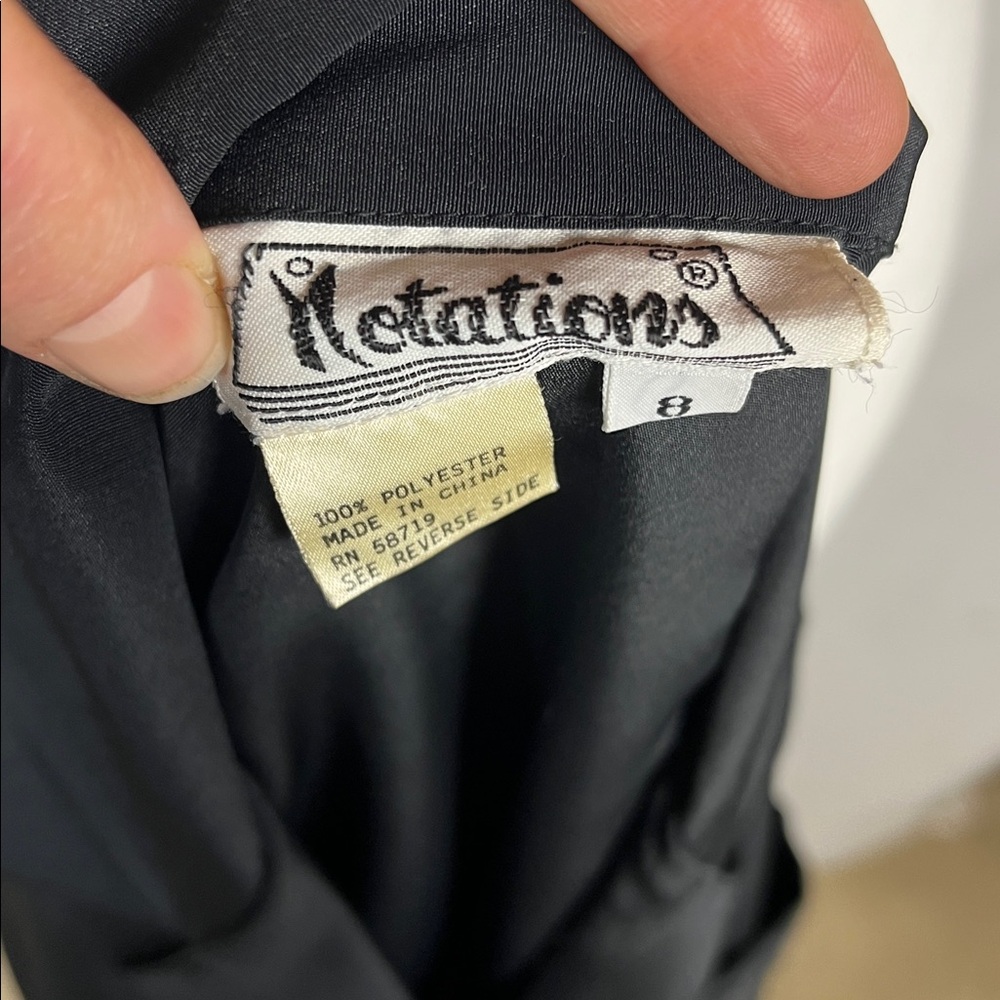 Notations ®
8
100% POLYESTER
MADE IN CHINA
RN 58719
SEE REVERSE SIDE